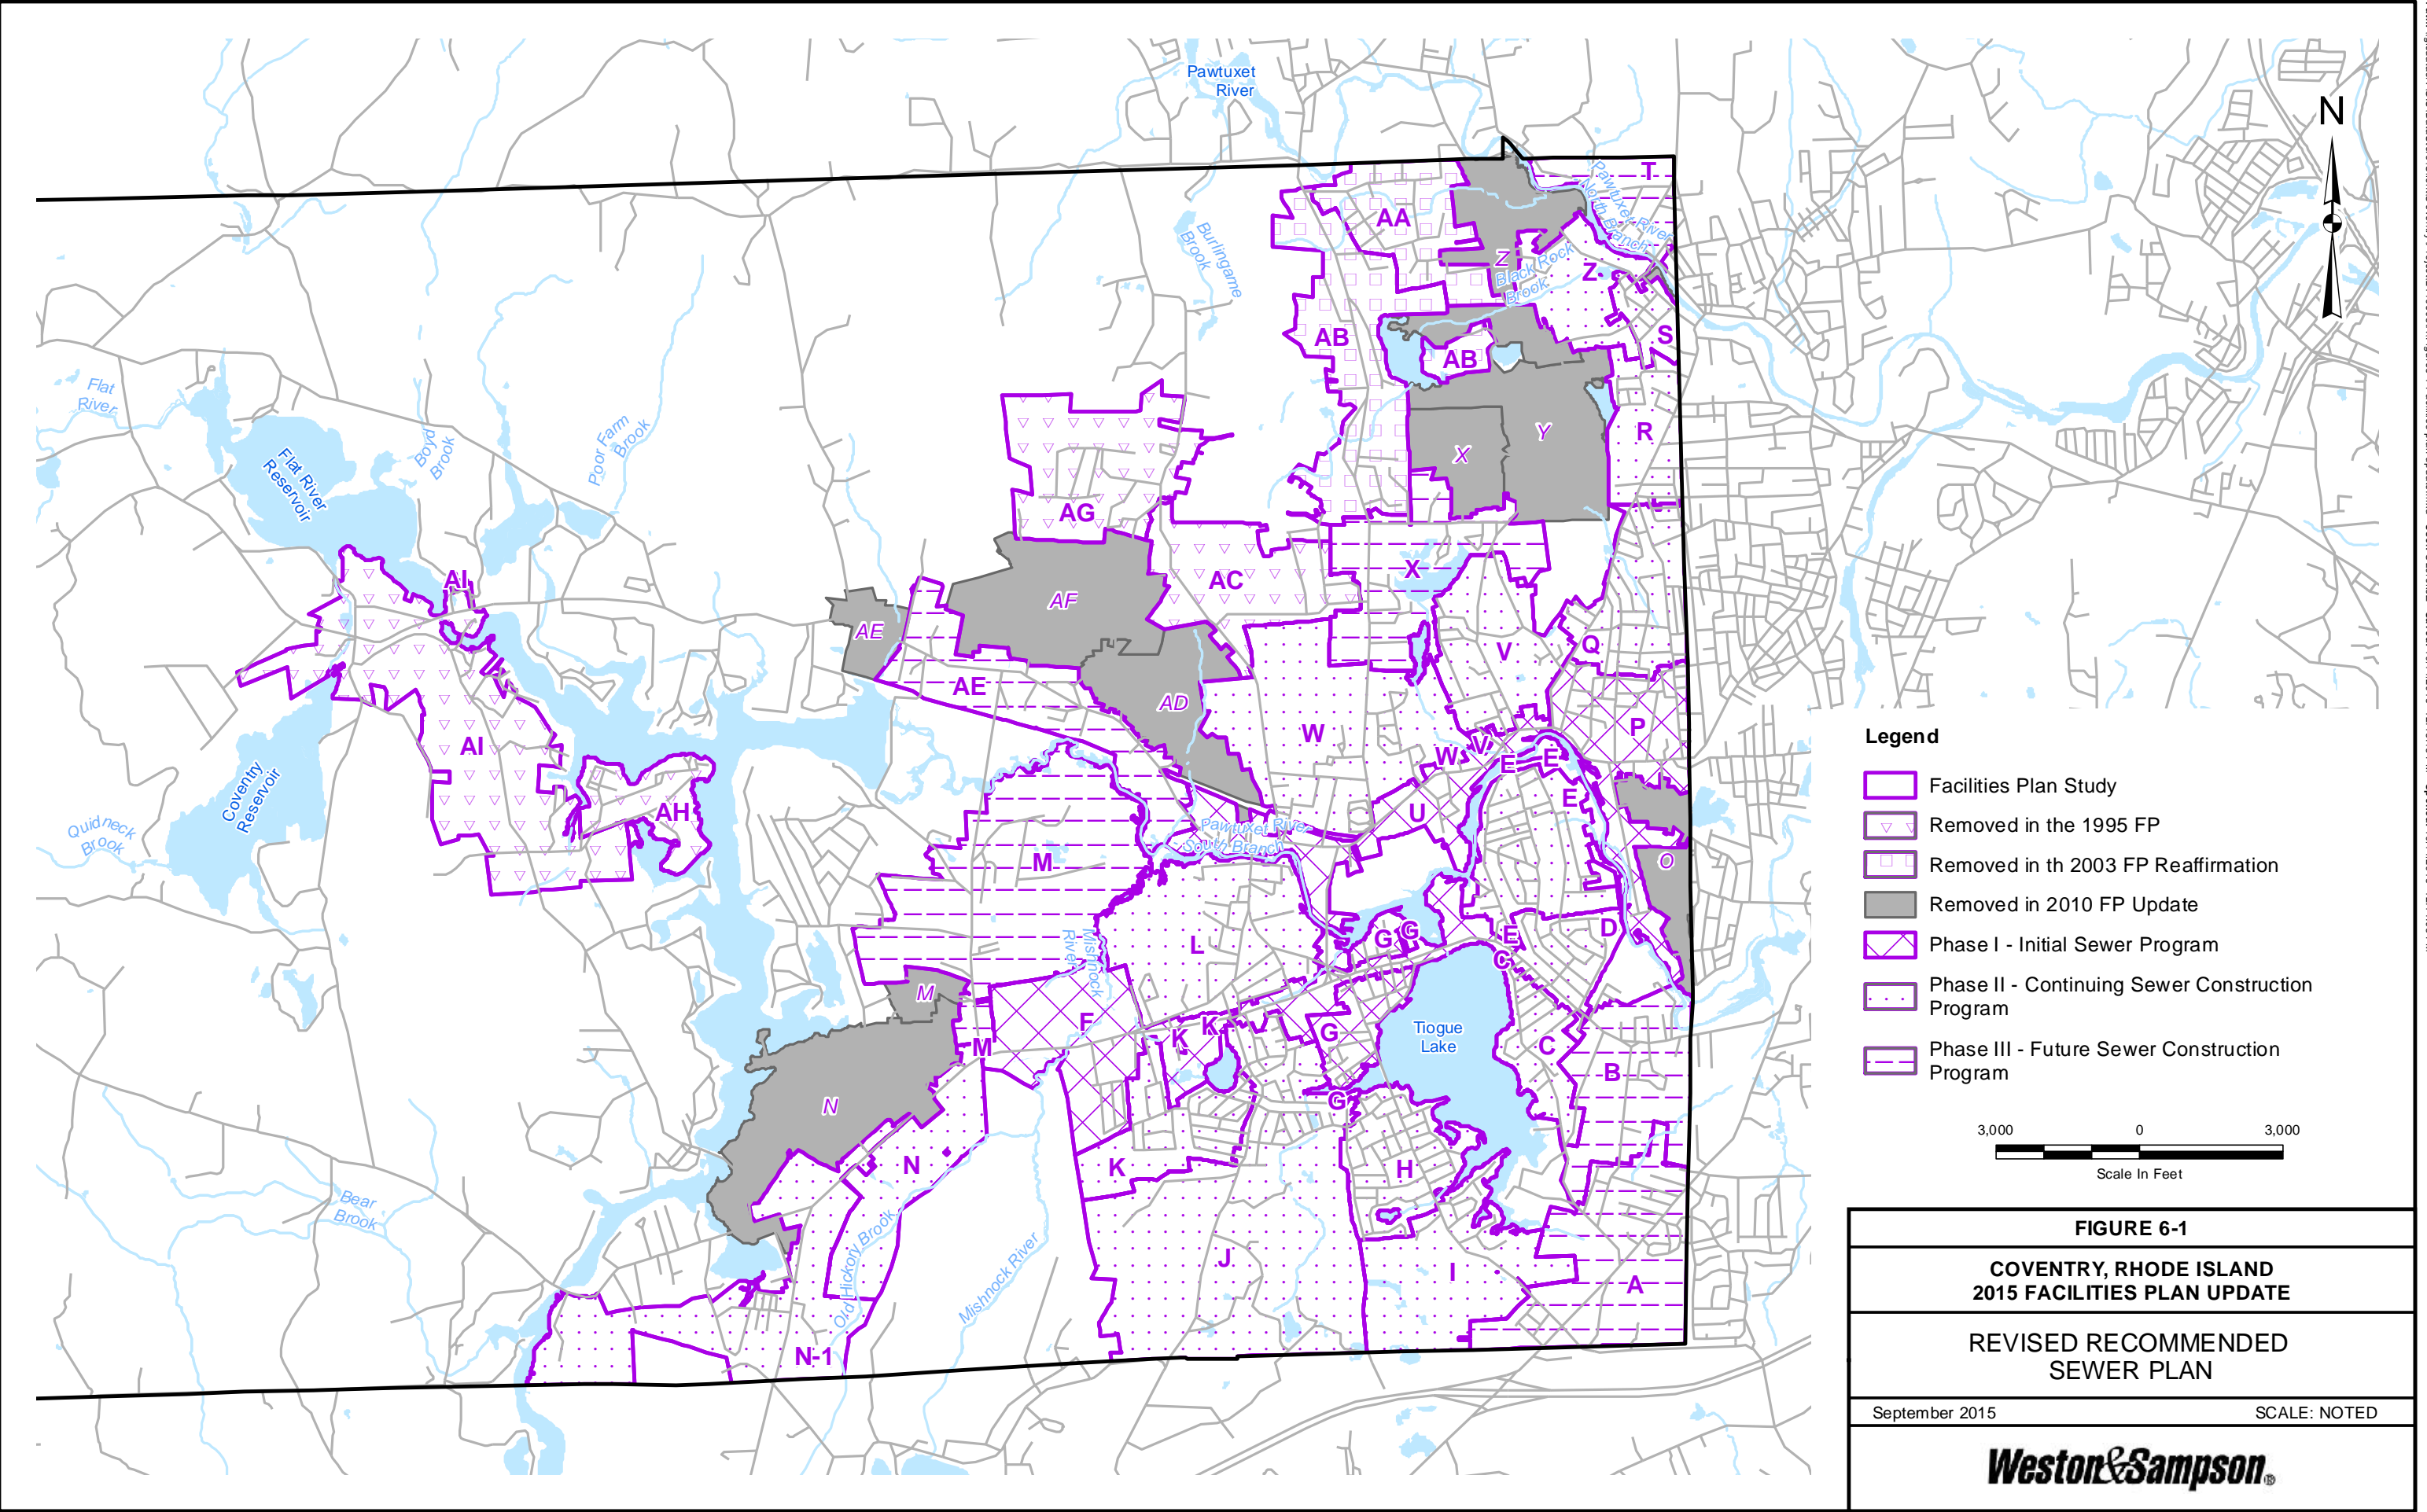 Pawtuxet
River
N
T
Pawtuxet River
North Branch
AA
Burlingame
Brook
Z
Black Rock
Brook
Z
S
AB
AB
Flat
River
Boyd
Brook
Poor Farm
Brook
R
Y
X
Flat River
Reservoir
AG
AI
AC
X
AF
AE
Q
V
AE
AD
P
W
AI
W
V
E
E
Coventry
Reservoir
E
AH
U
Quidneck
Brook
Pawtuxet River
South Branch
M
O
L
G
G
E
D
C
Mishnock
River
M
F
K
K
G
Tiogue
Lake
M
C
B
G
N
N
K
H
Bear
Brook
Old Hickory Brook
Mishnock River
J
I
A
N-1
Legend
Facilities Plan Study
Removed in the 1995 FP
Removed in th 2003 FP Reaffirmation
Removed in 2010 FP Update
Phase I - Initial Sewer Program
Phase II - Continuing Sewer Construction
Program
Phase III - Future Sewer Construction
Program
3,000 0 3,000
Scale In Feet
FIGURE 6-1
COVENTRY, RHODE ISLAND
2015 FACILITIES PLAN UPDATE
REVISED RECOMMENDED
SEWER PLAN
September 2015 SCALE: NOTED
Weston&Sampson®